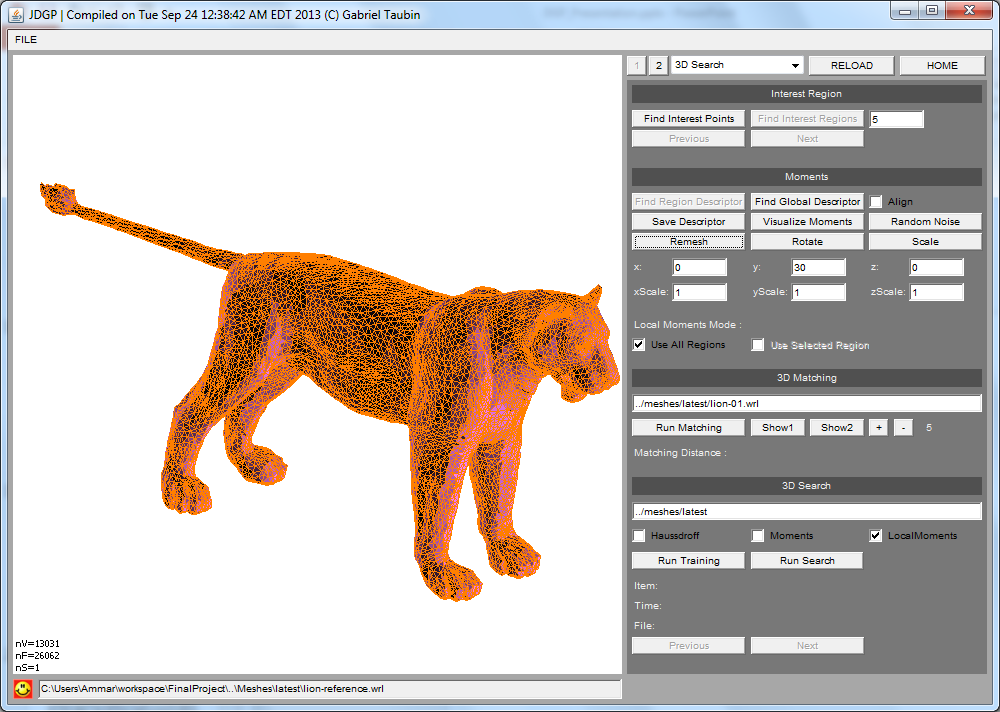 JDGP | Compiled on Tue Sep 24 12:38:42 AM EDT 2013 (C) Gabriel Taubin
FILE
1 2 3D Search RELOAD HOME
Interest Region
Find Interest Points Find Interest Regions 5
Previous Next
Moments
Find Region Descriptor Find Global Descriptor Align
Save Descriptor Visualize Moments Random Noise
Remesh Rotate Scale
x: 0 y: 30 z: 0
xScale: 1 yScale: 1 zScale: 1
Local Moments Mode :
Use All Regions Use Selected Region
3D Matching
../meshes/latest/lion-01.wrl
Run Matching Show1 Show2 + - 5
Matching Distance :
3D Search
../meshes/latest
Haussdroff Moments LocalMoments
Run Training Run Search
Item:
Time:
File:
Previous Next
nV=13031
nF=26062
nS=1
C:\Users\Ammar\workspace\FinalProject\..\Meshes\latest\lion-reference.wrl